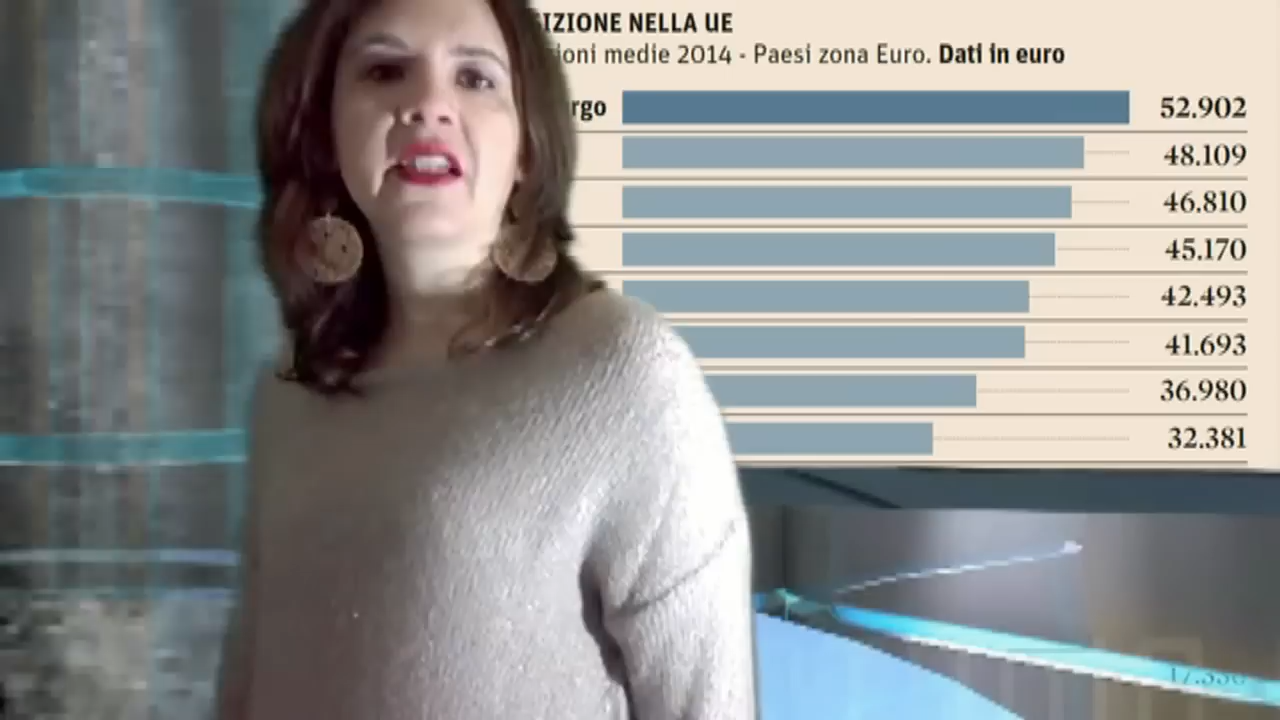 IZIONE NELLA UE
ioni medie 2014 - Paesi zona Euro. Dati in euro
rgo 52.902
48.109
46.810
45.170
42.493
41.693
36.980
32.381